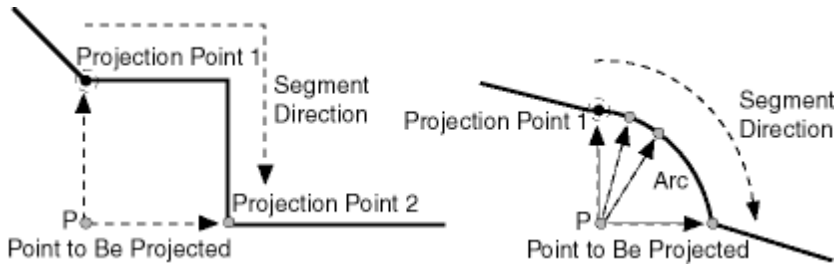 Projection Point 1
Segment
Direction
Projection Point 2
P
Point to Be Projected
Segment
Direction
Projection Point 1
Arc
P
Point to Be Projected